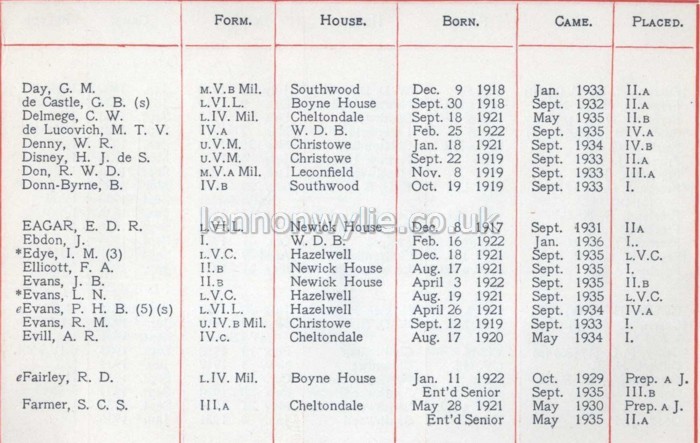 FORM. HOUSE. BORN. CAME. PLACED.
Day, G. M. M.V.B Mil. Southwood Dec. 9 1918 Jan. 1933 II.A
de Castle, G. B. (s) L.VI.L. Boyne House Sept. 30 1918 Sept. 1932 II.A
Delmege, C. W. L.IV. Mil. Cheltondale Sept. 18 1921 May 1935 II.B
de Lucovich, M. T. V. IV.A W. D. B. Feb. 25 1922 Sept. 1935 IV.A
Denny, W. R. U.V.M. Christowe Jan. 18 1921 Sept. 1934 IV.B
Disney, H. J. de S. U.V.M. Christowe Sept. 22 1919 Sept. 1933 II.A
Don, R. W. D. M.V.A Mil. Leconfield Nov. 8 1919 Sept. 1933 III.A
Donn-Byrne, B. IV.B Southwood Oct. 19 1919 Sept. 1933 I.
lennonwylie.co.uk
EAGAR, E. D. R. L.VI.L. Newick House Dec. 8 1917 Sept. 1931 IIA
Ebdon, J. I. W. D. B. Feb. 16 1922 Jan. 1936 I..
*Edye, I. M. (3) L.V.C. Hazelwell Dec. 18 1921 Sept. 1935 L.V.C.
Ellicott, F. A. II.B Newick House Aug. 17 1921 Sept. 1935 I.
Evans, J. B. II.B Newick House April 3 1922 Sept. 1935 II.B
*Evans, L. N. L.V.C. Hazelwell Aug. 19 1921 Sept. 1935 L.V.C.
eEvans, P. H. B. (5) (s) L.VI.L. Hazelwell April 26 1921 Sept. 1934 IV.A
Evans, R. M. U.IV.B Mil. Christowe Sept. 12 1919 Sept. 1933 I.
Evill, A. R. IV.C. Cheltondale Aug. 17 1920 May 1934 I.
eFairley, R. D. L.IV. Mil. Boyne House Jan. 11 1922 Oct. 1929 Prep. A J.
Ent'd Senior Sept. 1935 III.B
Farmer, S. C. S. III.A Cheltondale May 28 1921 May 1930 Prep. A J.
Ent'd Senior May 1935 II.A